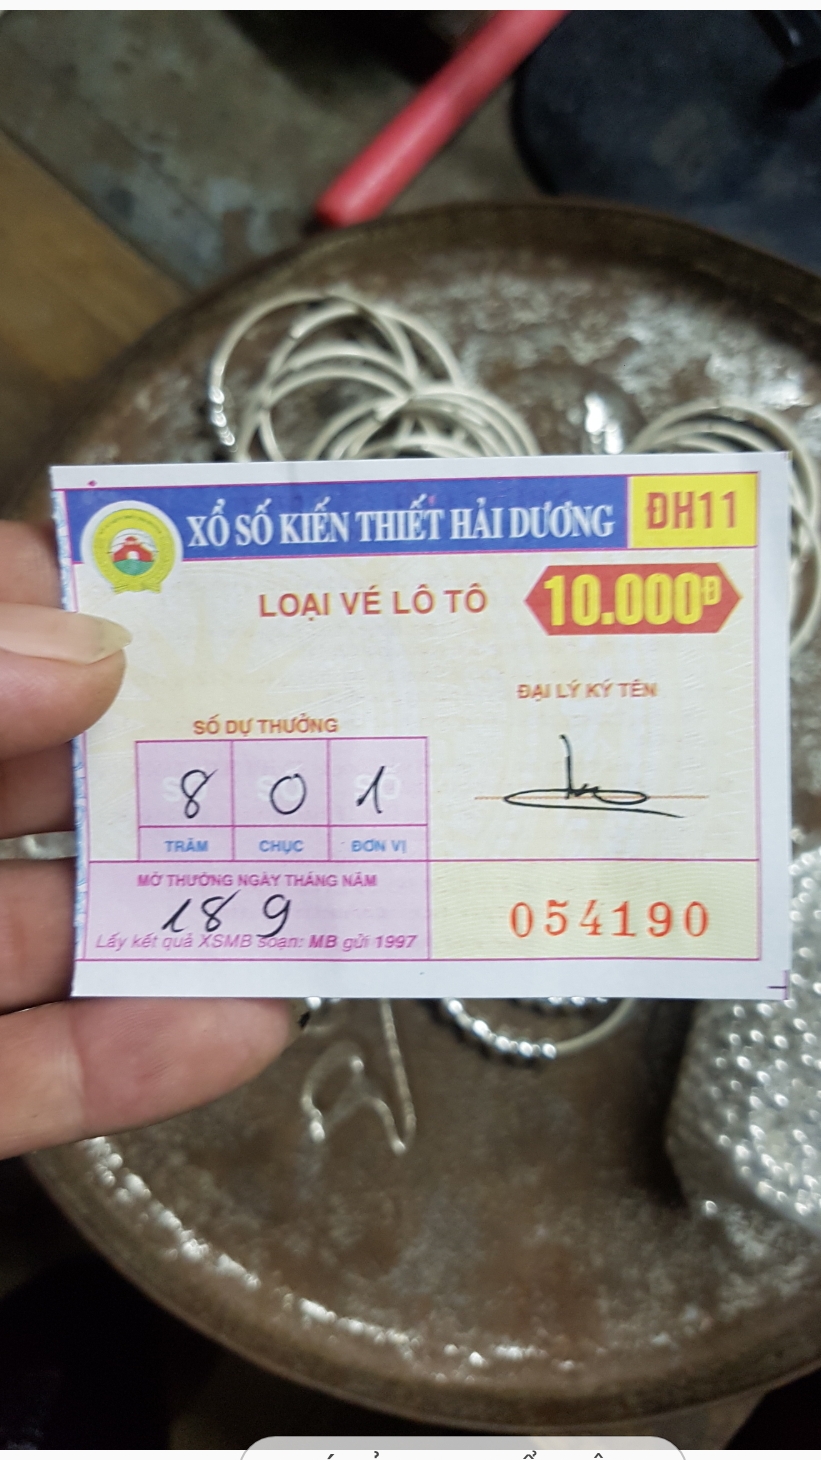 XỔ SỐ KIẾN THIẾT HẢI DƯƠNG
ĐH11
LOẠI VÉ LÔ TÔ
10.000Đ
ĐẠI LÝ KÝ TÊN
SỐ DỰ THƯỞNG
8 0 1
TRĂM CHỤC ĐƠN VỊ
MỞ THƯỞNG NGÀY THÁNG NĂM
18 9
Lấy kết quả XSMB soạn: MB gửi 1997
054190